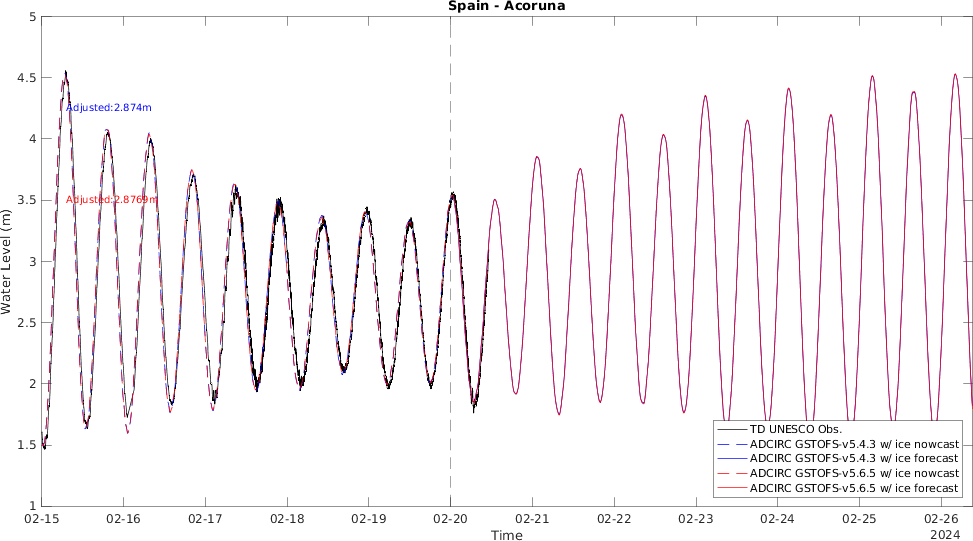 Spain - Acoruna
5
4.5
4
3.5
3
2.5
2
1.5
1
Water Level (m)
Adjusted:2.874m
Adjusted:2.8769m
TD UNESCO Obs.
ADCIRC GSTOFS-v5.4.3 w/ ice nowcast
ADCIRC GSTOFS-v5.4.3 w/ ice forecast
ADCIRC GSTOFS-v5.6.5 w/ ice nowcast
ADCIRC GSTOFS-v5.6.5 w/ ice forecast
02-15 02-16 02-17 02-18 02-19 02-20 02-21 02-22 02-23 02-24 02-25 02-26
2024
Time